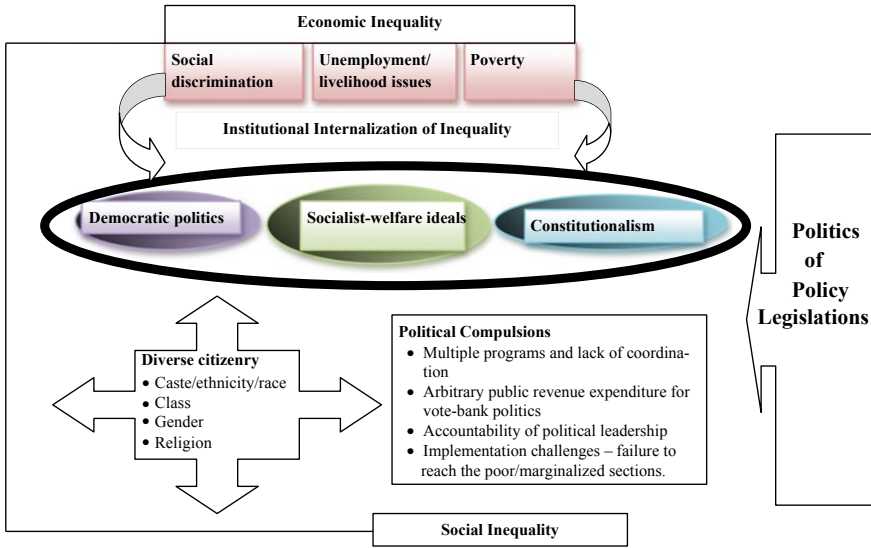 Economic Inequality
Social
discrimination
Unemployment/
livelihood issues
Poverty
Institutional Internalization of Inequality
Democratic politics
Socialist-welfare ideals
Constitutionalism
Politics
of
Policy
Legislations
Diverse citizenry
• Caste/ethnicity/race
• Class
• Gender
• Religion
Political Compulsions
• Multiple programs and lack of coordina-
tion
• Arbitrary public revenue expenditure for
vote-bank politics
• Accountability of political leadership
• Implementation challenges – failure to
reach the poor/marginalized sections.
Social Inequality